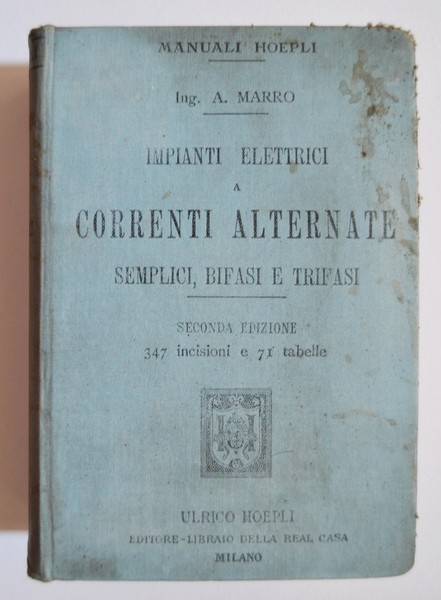 MANUALI HOEPLI
Ing. A. MARRO
IMPIANTI ELETTRICI
A
CORRENTI ALTERNATE
SEMPLICI, BIFASI E TRIFASI
SECONDA EDIZIONE
347 incisioni e 71 tabelle
ULRICO HOEPLI
EDITORE-LIBRAIO DELLA REAL CASA
MILANO